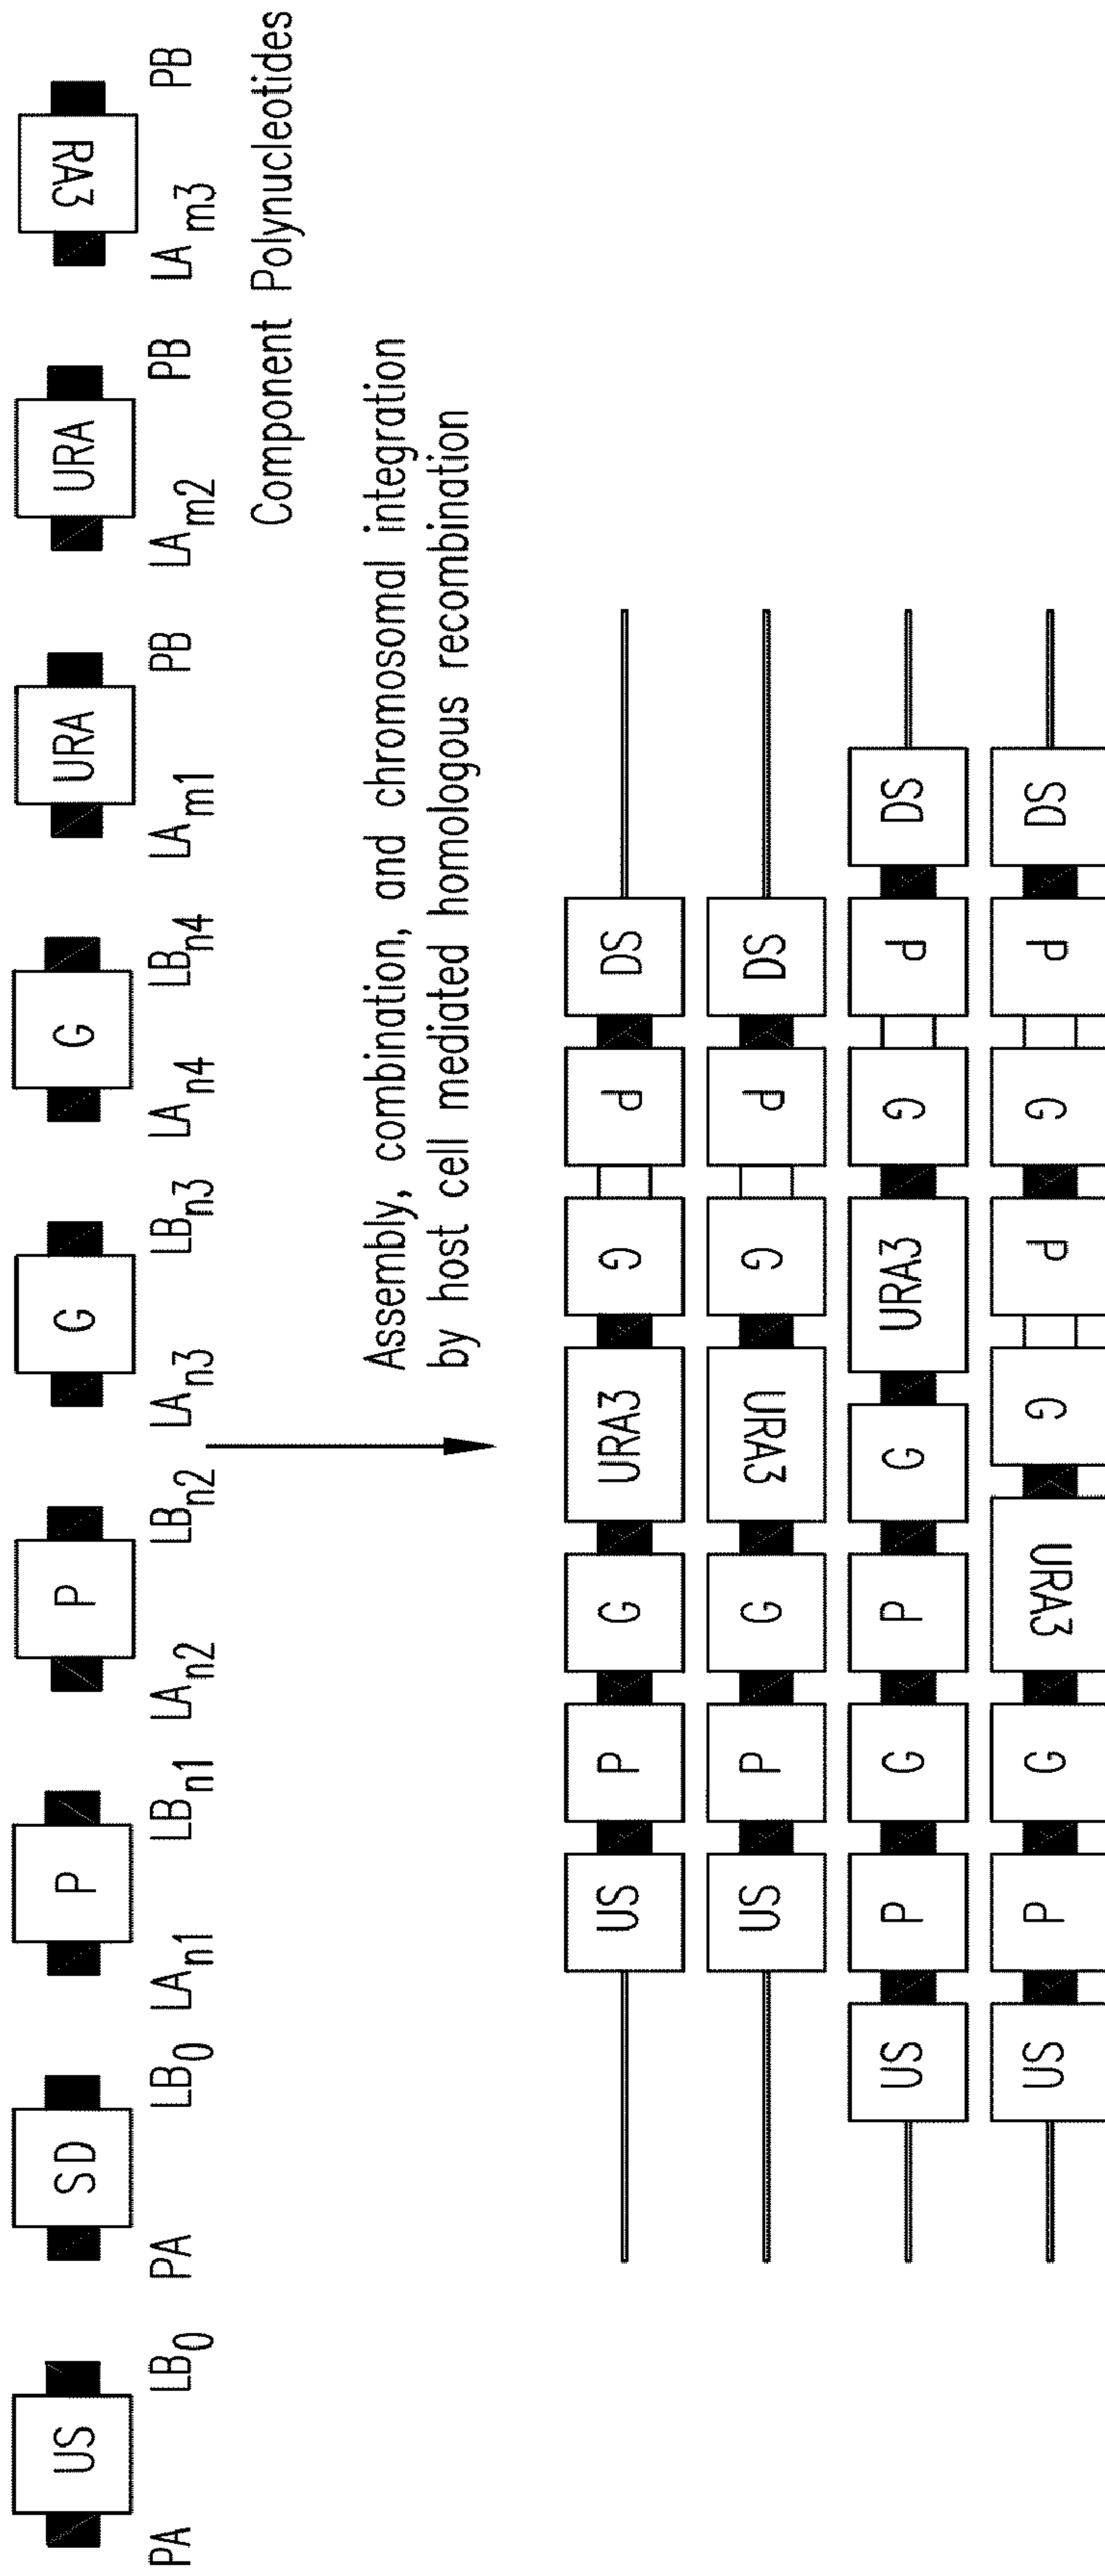 US SD P P G G URA URA RA3
PA LB0 PA LB0 LAn1 LBn1 LAn2 LBn2 LAn3 LBn3 LAn4 LBn4 LAm1 PB LAm2 PB LAm3 PB
Component Polynucleotides
Assembly, combination, and chromosomal integration
by host cell mediated homologous recombination
US P G URA3 G P DS
US P G URA3 G P DS
US P G P G URA3 G P DS
US P G URA3 G P G P DS